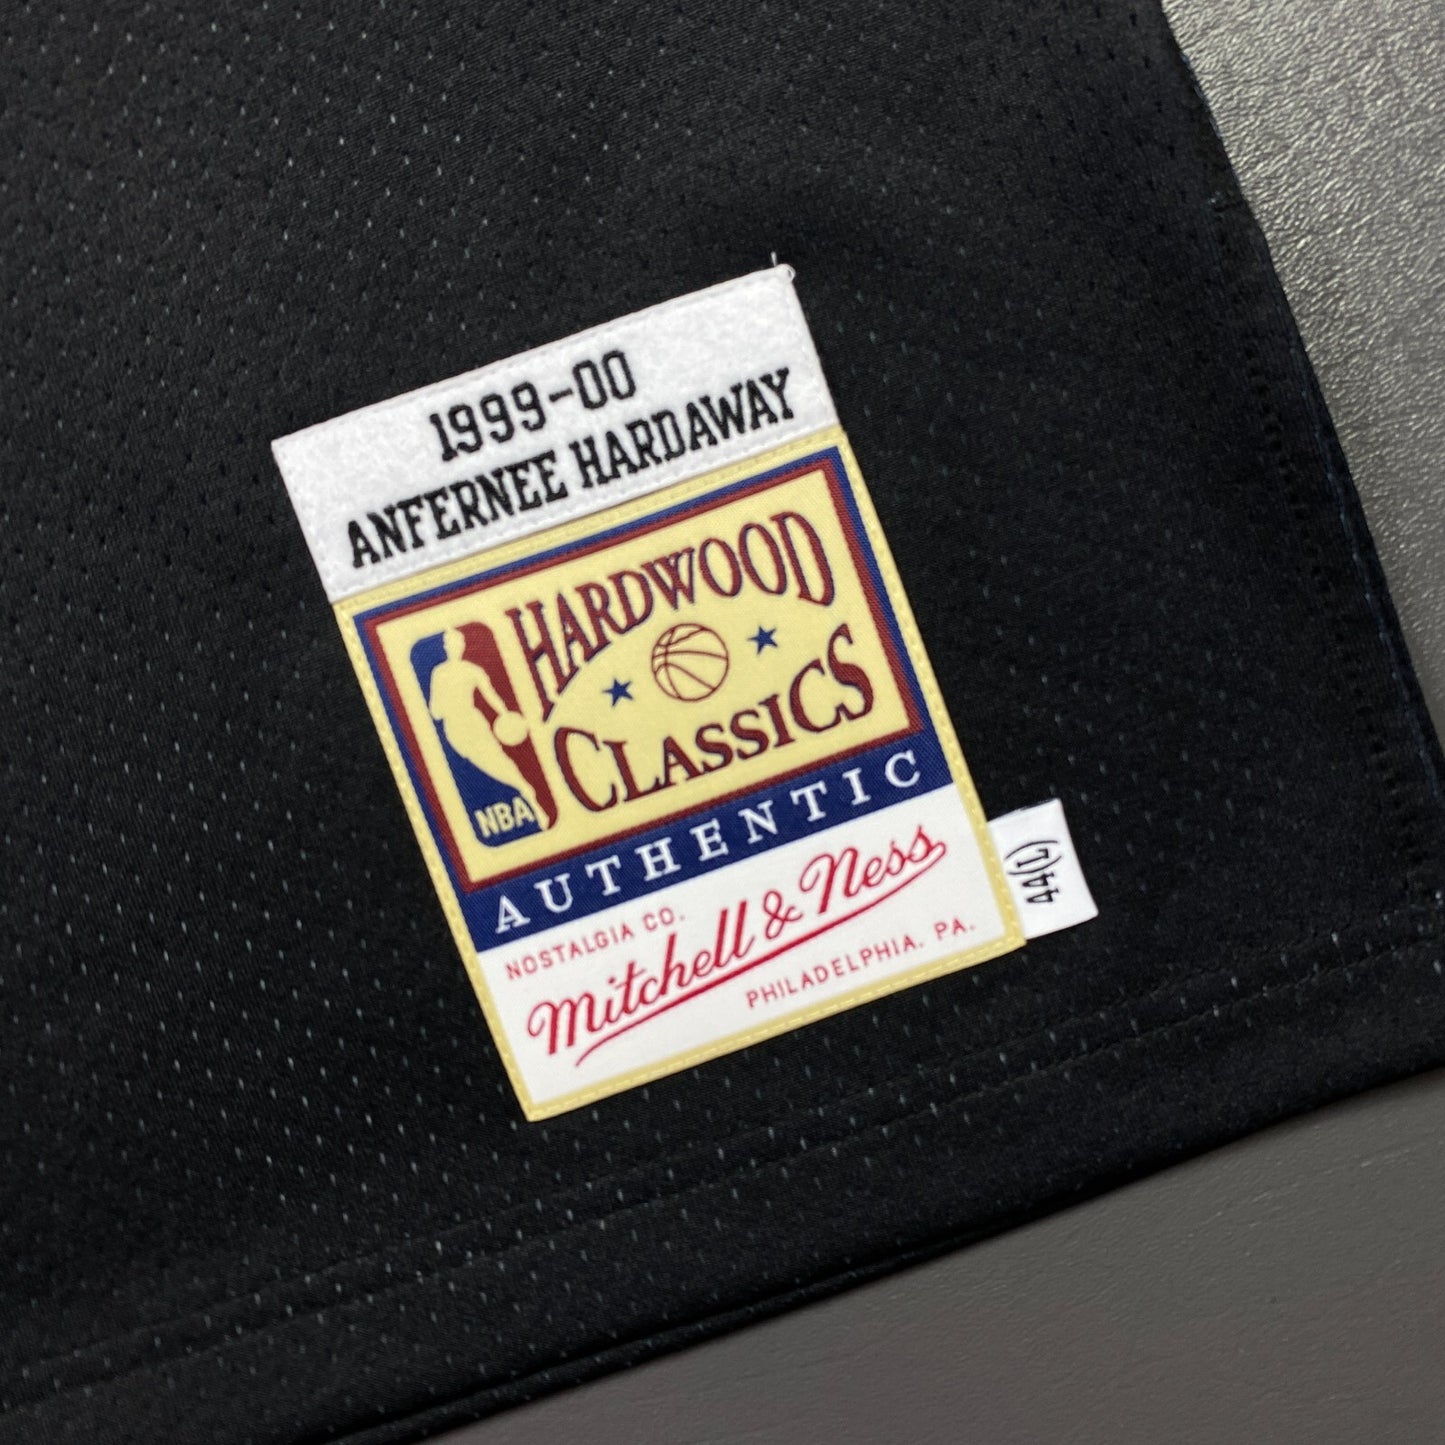 1999-00
ANFERNEE HARDAWAY
HARDWOOD
CLASSICS
NBA
AUTHENTIC
NOSTALGIA CO.
Mitchell & Ness
PHILADELPHIA, PA.
44(L)